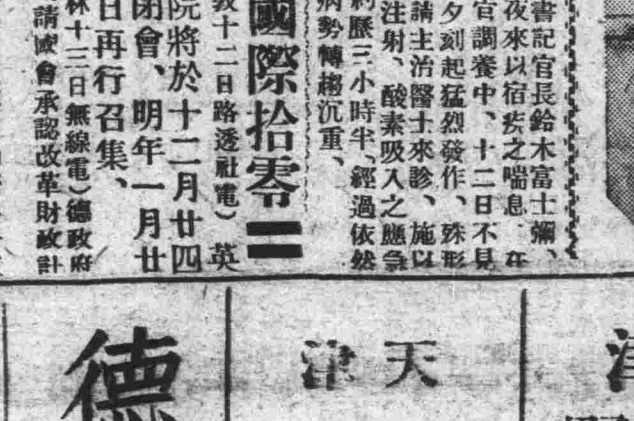 書記官長鈴木富士彌、
夜來以宿疾之喘息、在
官調養中、十二日不見
夕刻起猛烈發作、殊形
請主治醫士來診、施以
注射、酸素吸入之應急
約歷三小時半、經過依然
病勢轉趨沉重、
國際拾零
敦十二日路透社電）英
院將於十二月廿四
閉會、明年一月廿
日再行召集、
林十三日無線電）德政府
請國會承認改革財政計
天津
德